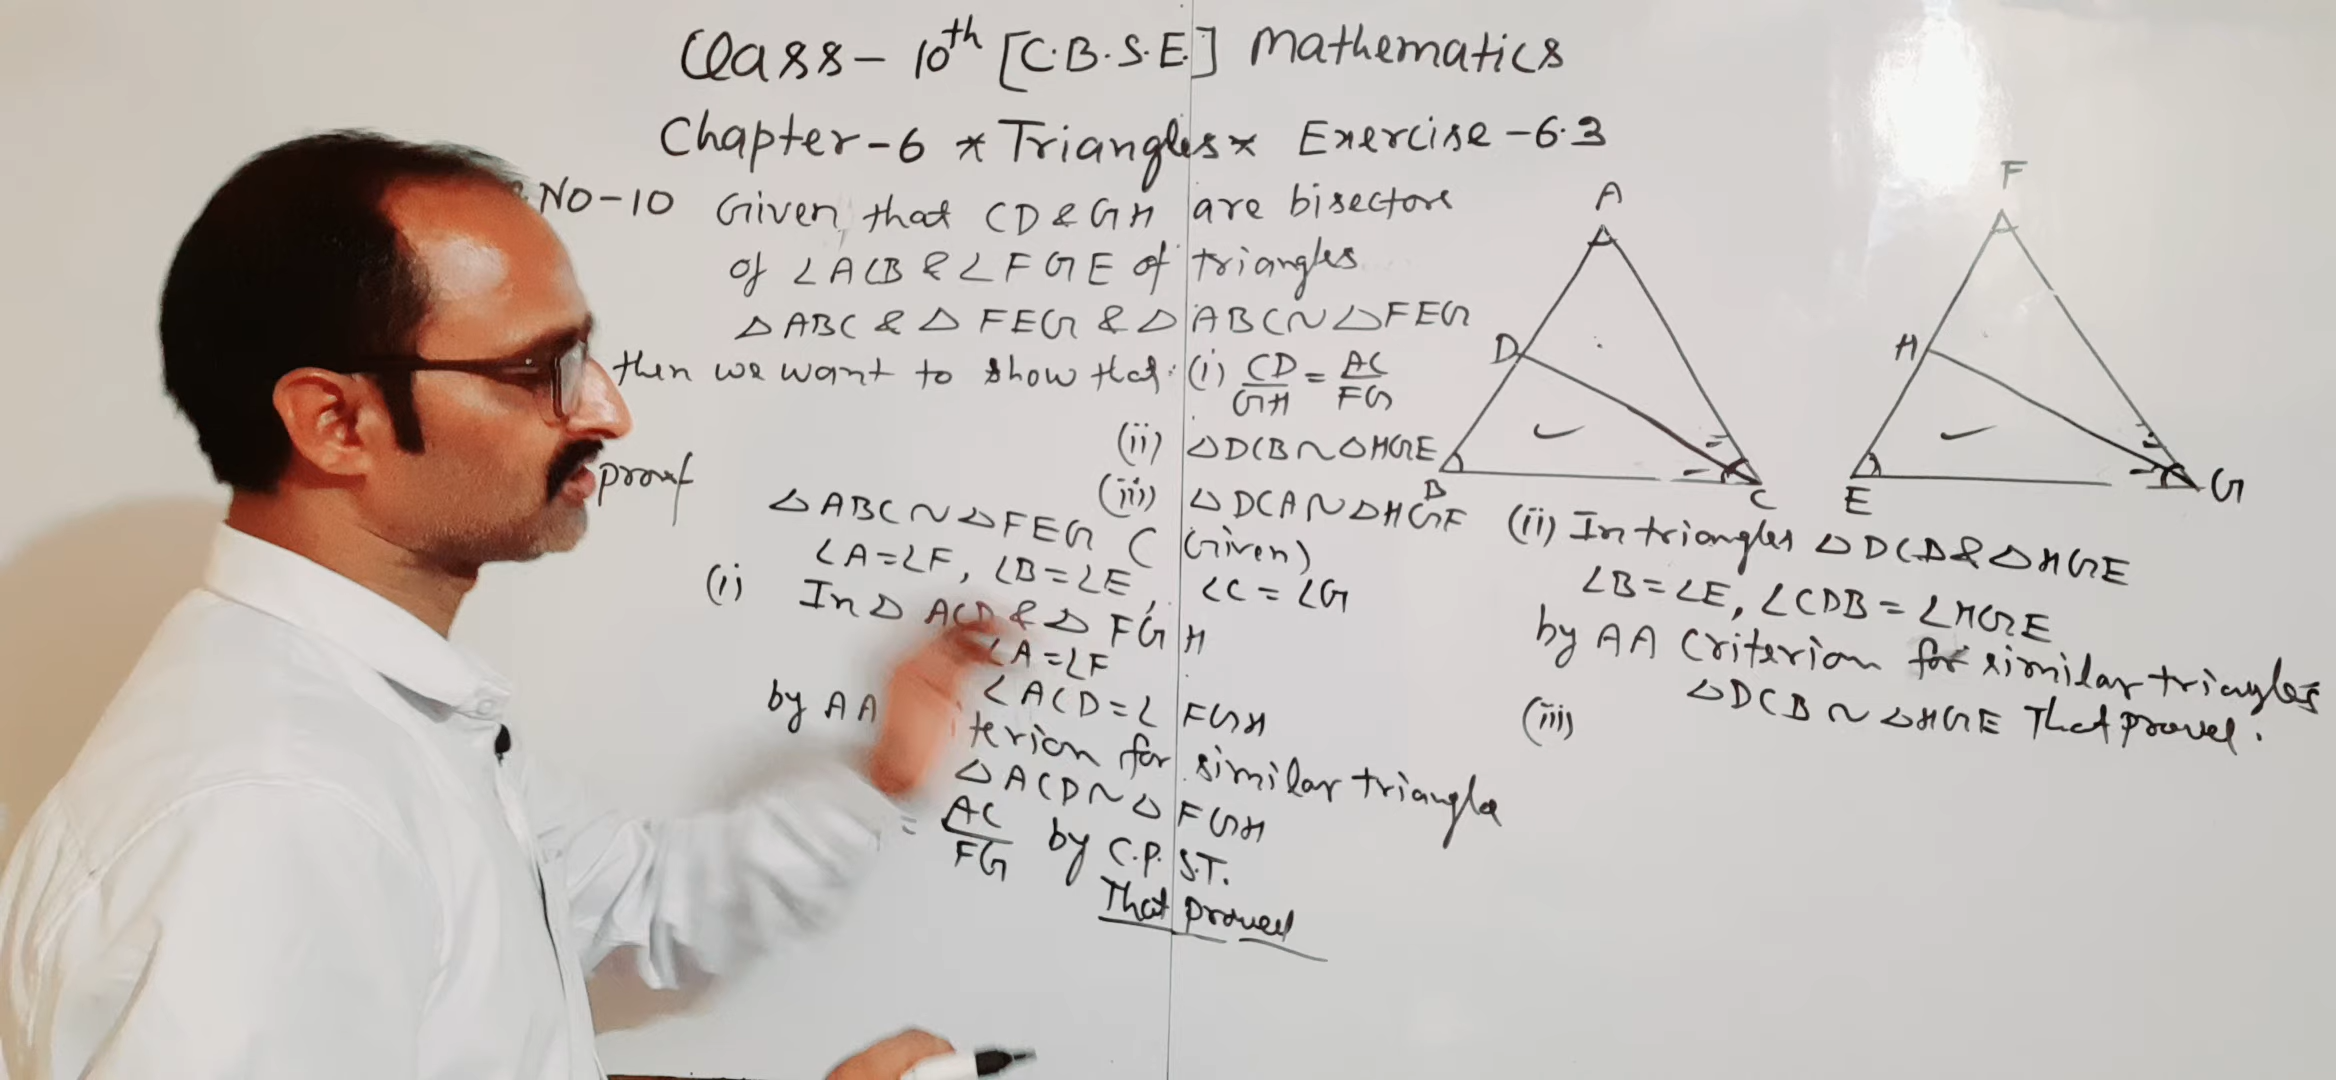 Class - 10th [C.B.S.E.] Mathematics
Chapter - 6 * Triangles * Exercise - 6.3
NO-10 Given that CD & GH are bisectors
of ∠ACB & ∠FGE of triangles
△ABC & △FEG & △ABC ~ △FEG
then we want to show that (i) CD/GH = AC/FG
(ii) △DCB ~ △HGE
(iii) △DCA ~ △HGF
proof
△ABC ~ △FEG (Given)
∠A = ∠F, ∠B = ∠E, ∠C = ∠G
(i) In △ ACD & △ FGH
∠A = ∠F
∠ACD = ∠FGH
by AA terion for similar triangle
△ACD ~ △FGH
= AC/FG by C.P.S.T.
That proved
A
D
B
C
F
H
E
G
(ii) In triangles △DCB & △HGE
∠B = ∠E, ∠CDB = ∠HGE
by AA Criterion for similar triangles
△DCB ~ △HGE That proved.
(iii)